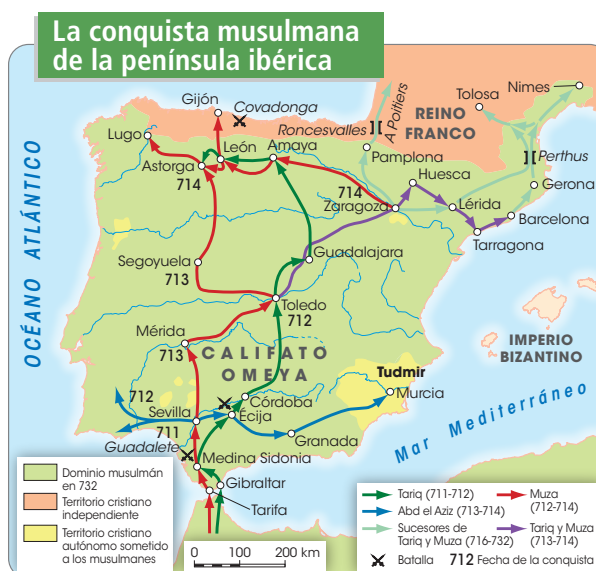 La conquista musulmana
de la península ibérica
Gijón
Covadonga
Nimes
Tolosa
A Poitiers
REINO
FRANCO
Roncesvalles
Lugo
León
Amaya
Astorga
714
Pamplona
Perthus
Huesca
714
Zaragoza
Lérida
Gerona
Barcelona
Tarragona
OCÉANO ATLÁNTICO
Segoyuela
713
Guadalajara
Toledo
712
IMPERIO
BIZANTINO
Mérida
713
CALIFATO
OMEYA
Tudmir
Murcia
712
Sevilla
711
Córdoba
Écija
Granada
Mar Mediterráneo
Guadalete
Medina Sidonia
Gibraltar
Tarifa
Dominio musulmán
en 732
Territorio cristiano
independiente
Territorio cristiano
autónomo sometido
a los musulmanes
0 100 200 km
Tariq (711-712)
Muza
(712-714)
Abd el Aziz (713-714)
Sucesores de
Tariq y Muza (716-732)
Tariq y Muza
(713-714)
Batalla
712 Fecha de la conquista